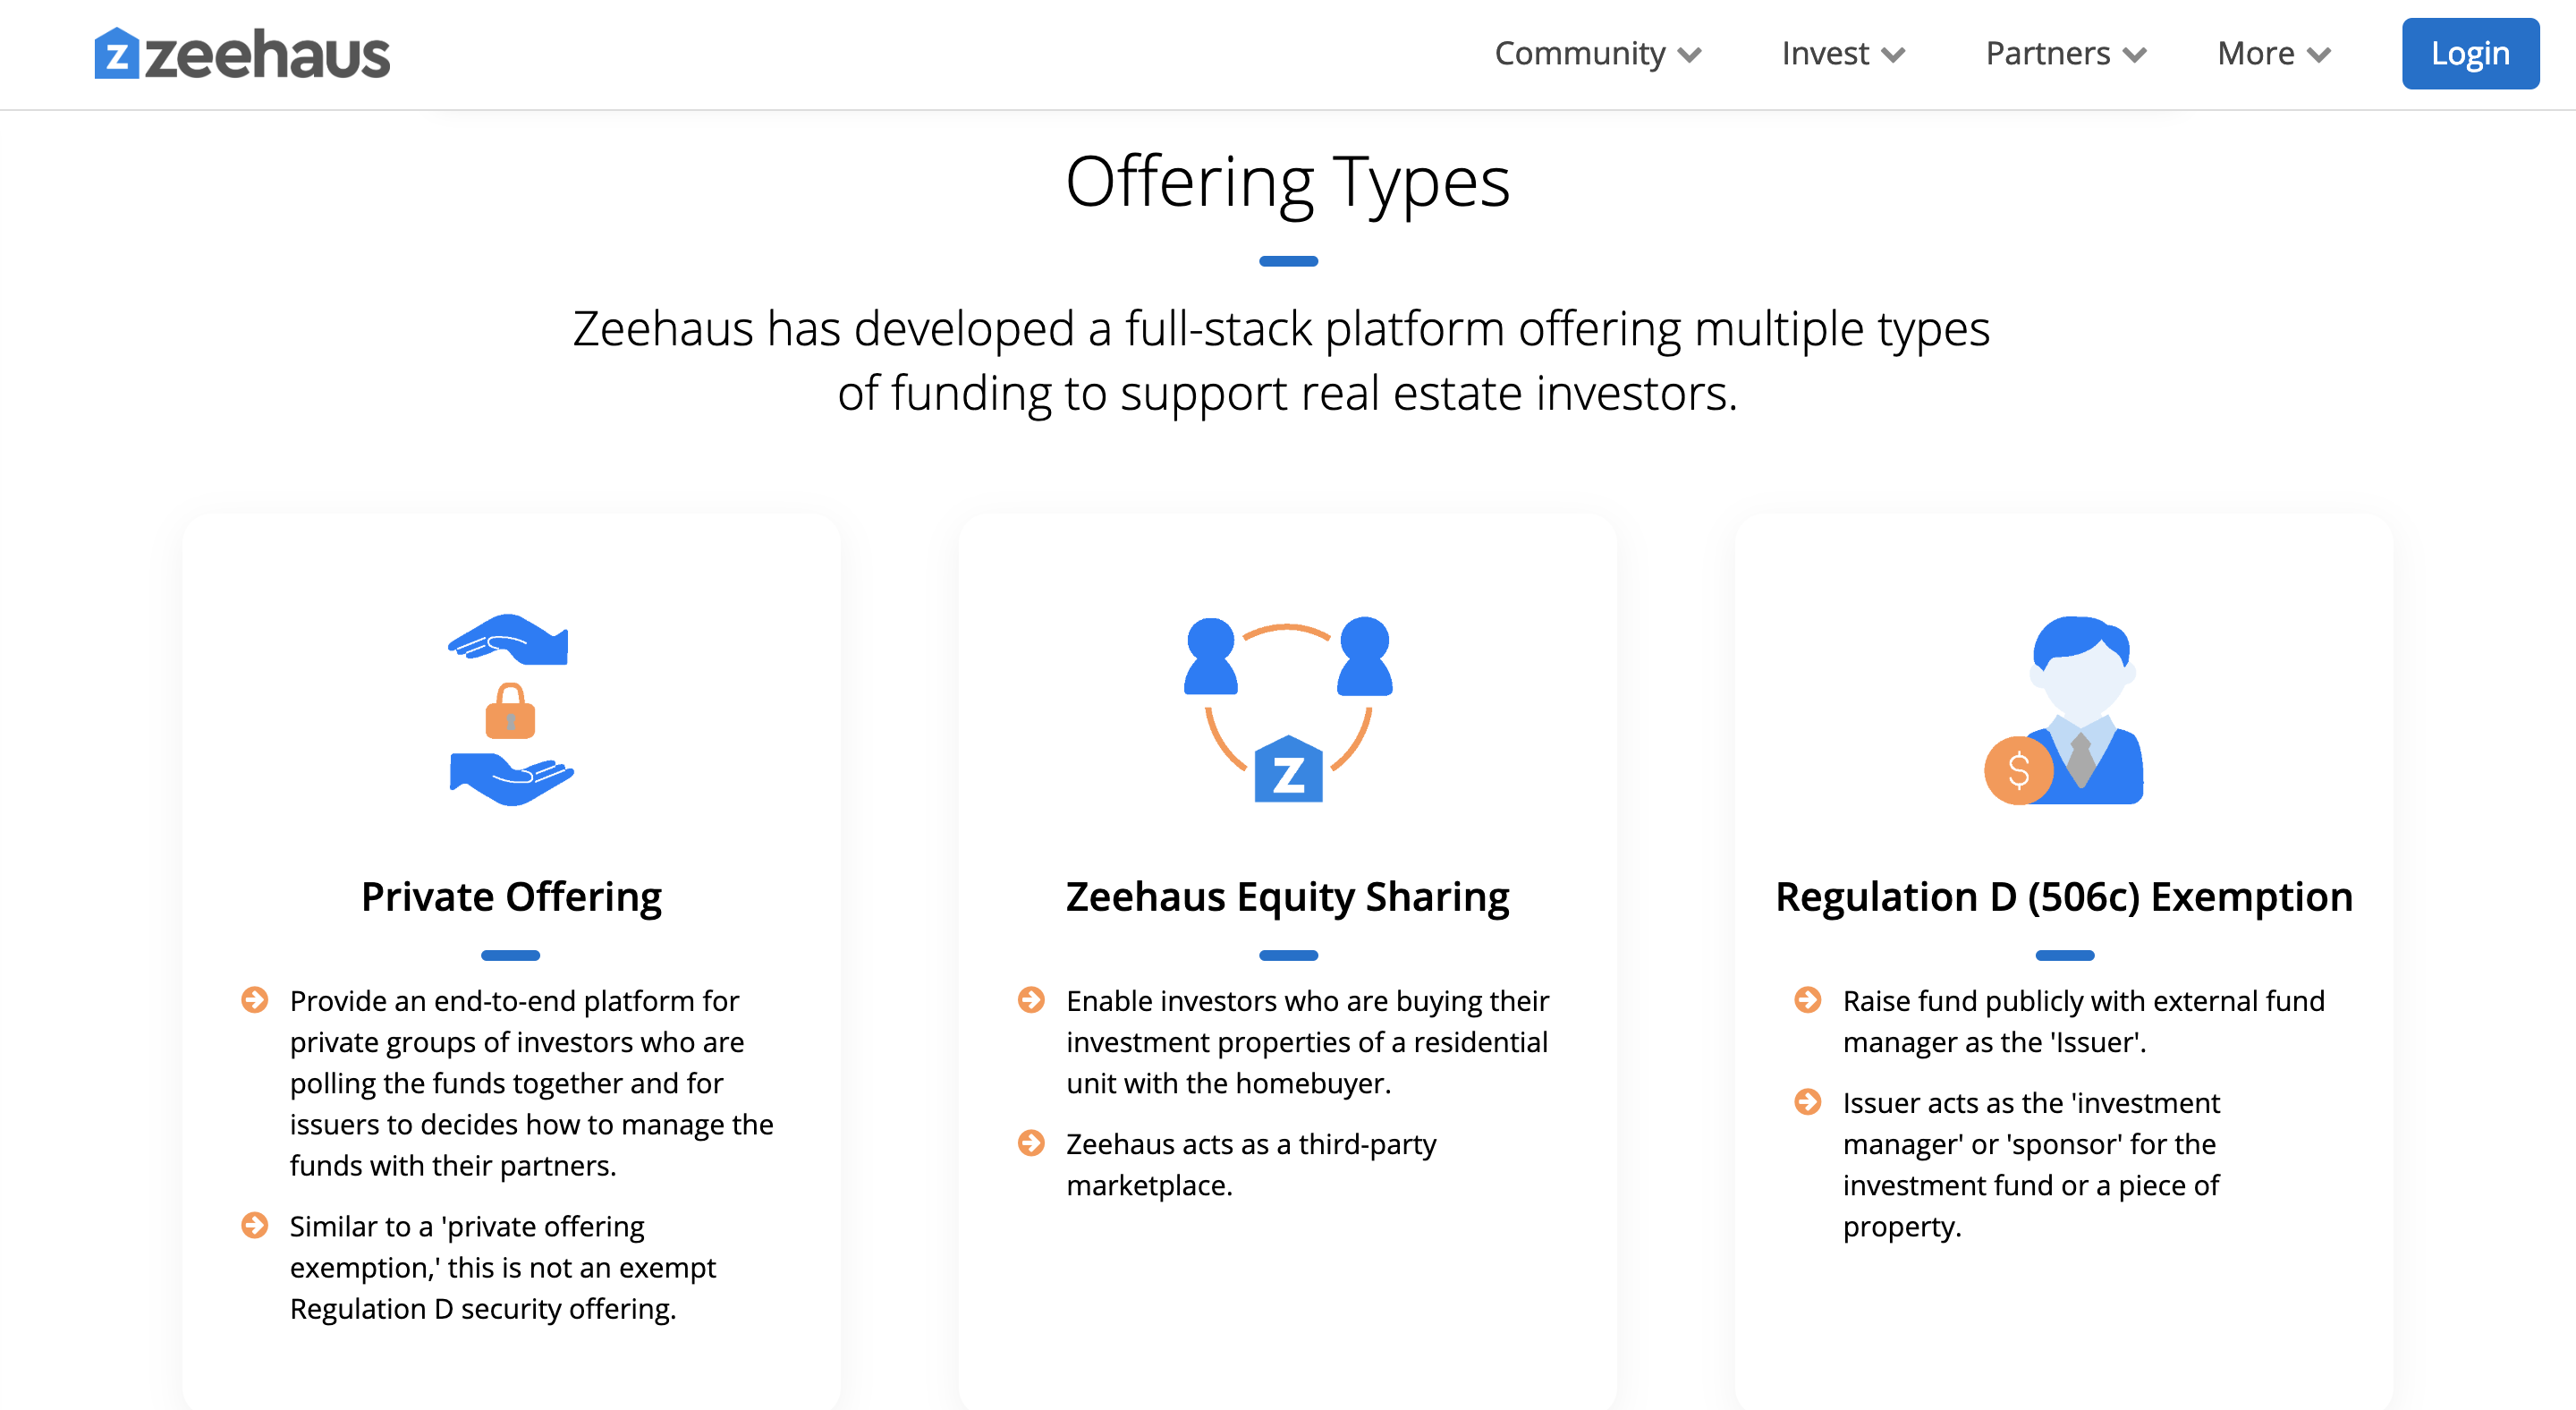 z zeehaus
Community
Invest
Partners
More
Login
Offering Types
Zeehaus has developed a full-stack platform offering multiple types
of funding to support real estate investors.
$
z
Private Offering
Provide an end-to-end platform for
private groups of investors who are
polling the funds together and for
issuers to decides how to manage the
funds with their partners.
Similar to a 'private offering
exemption,' this is not an exempt
Regulation D security offering.
Zeehaus Equity Sharing
Enable investors who are buying their
investment properties of a residential
unit with the homebuyer.
Zeehaus acts as a third-party
marketplace.
Regulation D (506c) Exemption
Raise fund publicly with external fund
manager as the 'Issuer'.
Issuer acts as the 'investment
manager' or 'sponsor' for the
investment fund or a piece of
property.